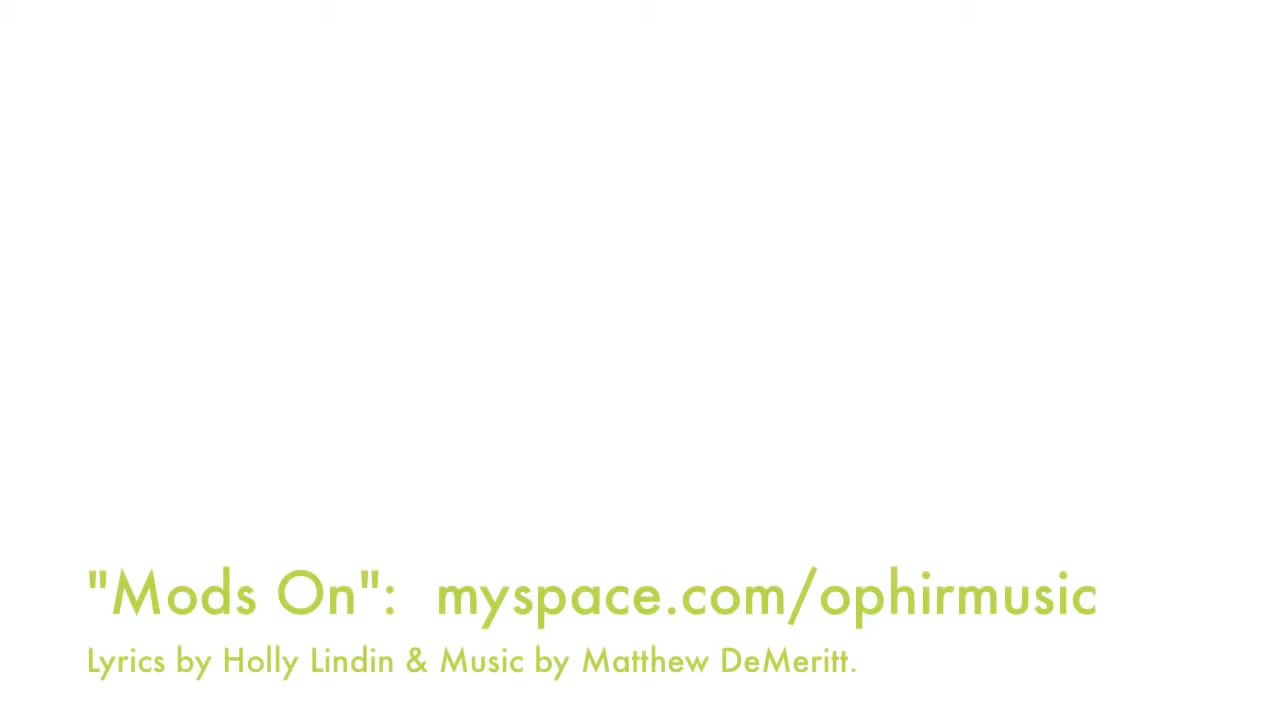 "Mods On":  myspace.com/ophirmusic
Lyrics by Holly Lindin & Music by Matthew DeMeritt.